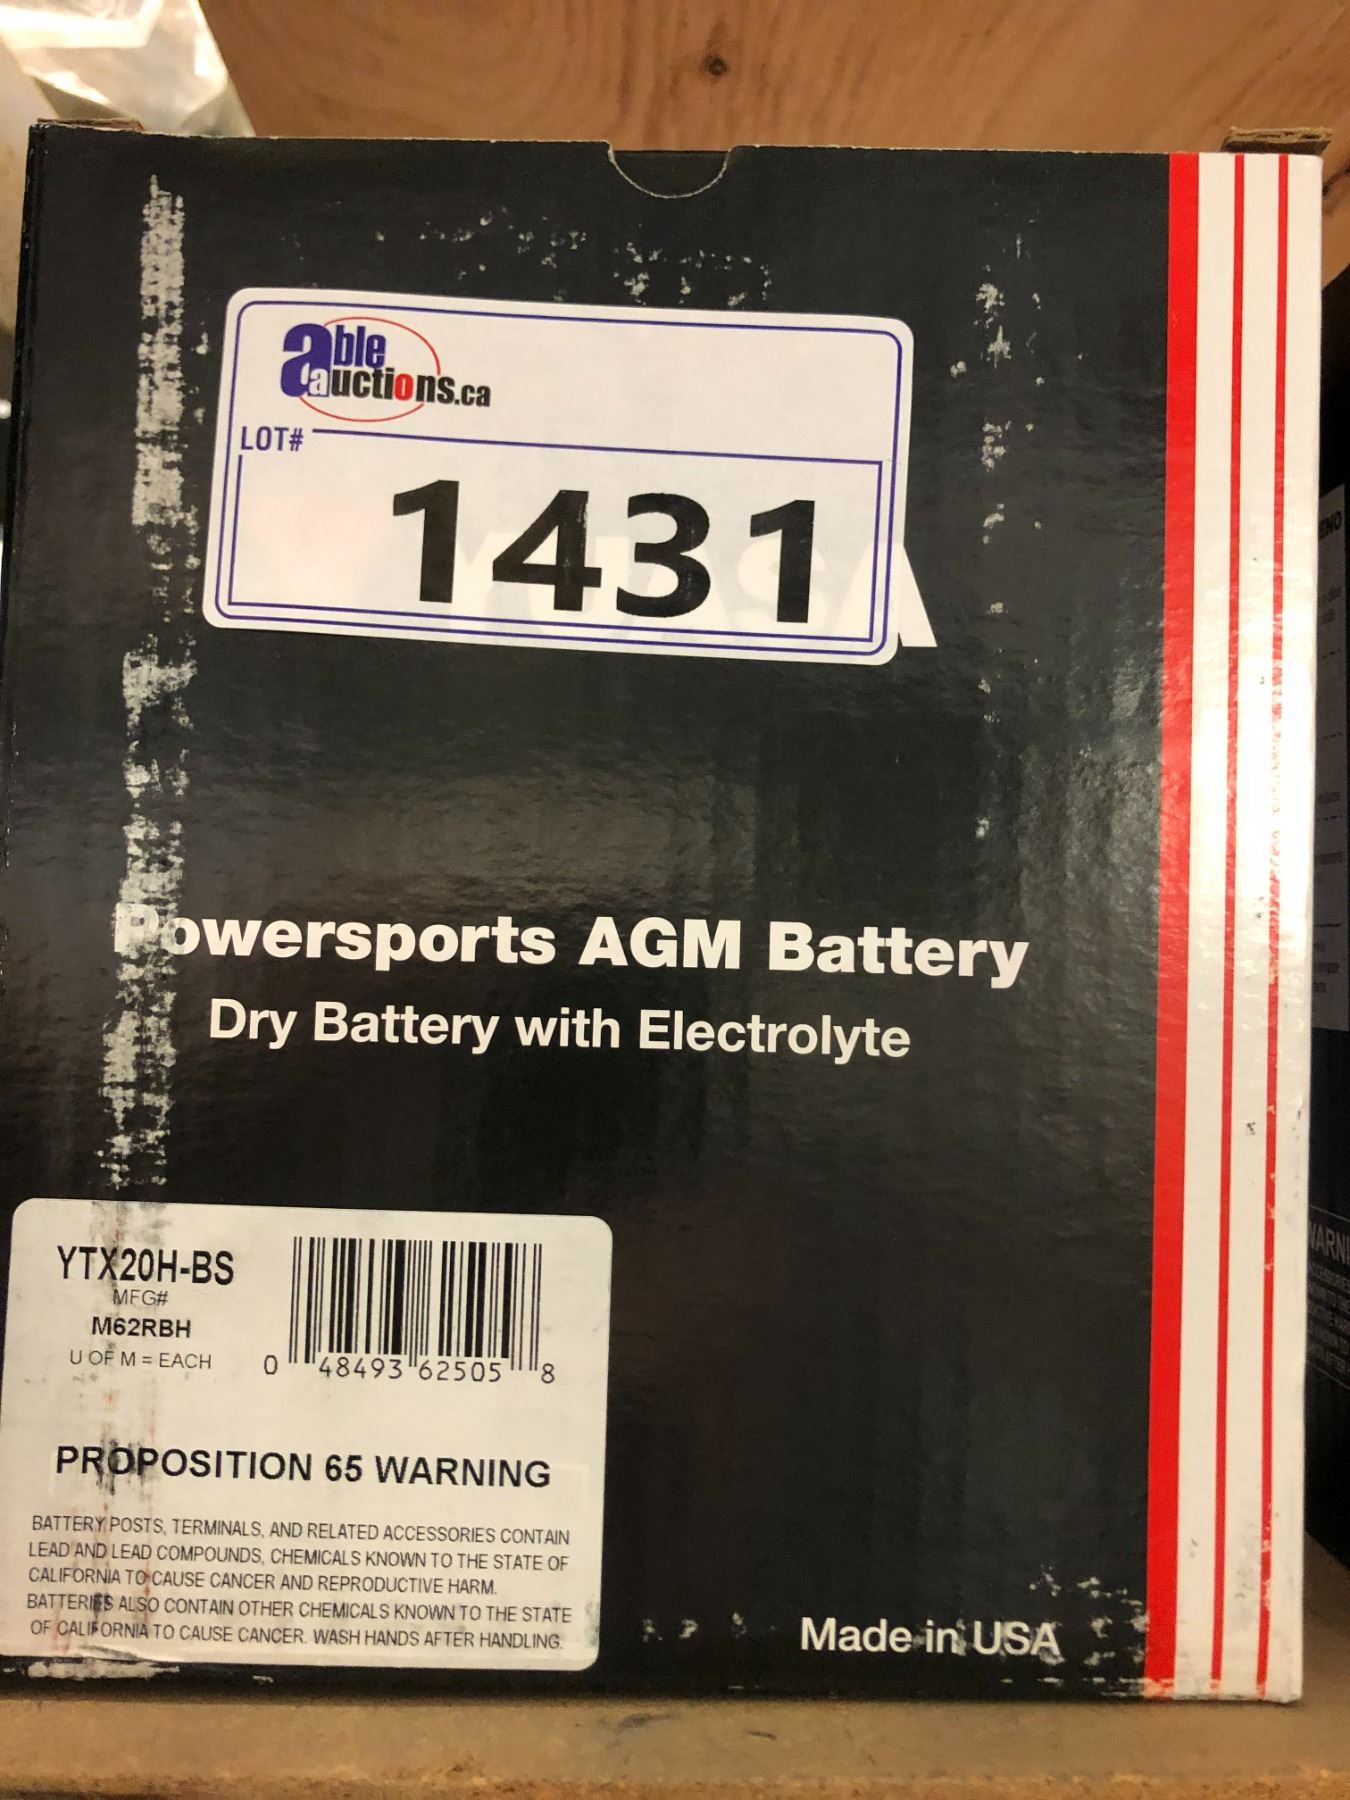 able
auctions.ca
LOT#
1431
Powersports AGM Battery
Dry Battery with Electrolyte
YTX20H-BS
MFG#
M62RBH
U OF M = EACH
0 48493 62505 8
PROPOSITION 65 WARNING
BATTERY POSTS, TERMINALS, AND RELATED ACCESSORIES CONTAIN
LEAD AND LEAD COMPOUNDS, CHEMICALS KNOWN TO THE STATE OF
CALIFORNIA TO CAUSE CANCER AND REPRODUCTIVE HARM.
BATTERIES ALSO CONTAIN OTHER CHEMICALS KNOWN TO THE STATE
OF CALIFORNIA TO CAUSE CANCER. WASH HANDS AFTER HANDLING.
Made in USA